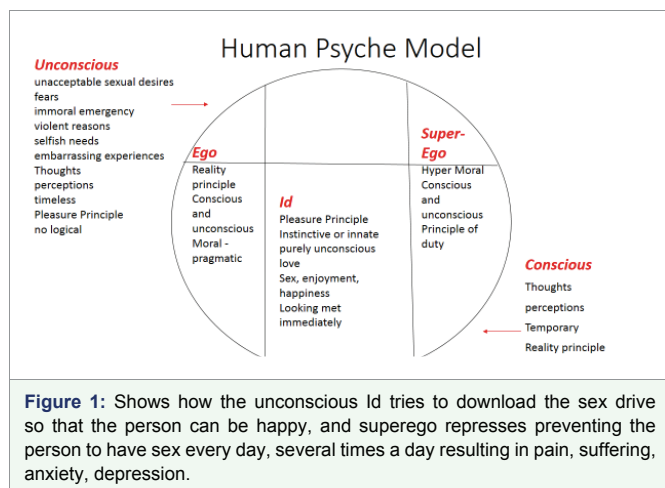 Human Psyche Model
Unconscious
unacceptable sexual desires
fears
immoral emergency
violent reasons
selfish needs
embarrassing experiences
Thoughts
perceptions
timeless
Pleasure Principle
no logical
Ego
Reality
principle
Conscious
and
unconscious
Moral -
pragmatic
Id
Pleasure Principle
Instinctive or innate
purely unconscious
love
Sex, enjoyment,
happiness
Looking met
immediately
Super-
Ego
Hyper Moral
Conscious
and
unconscious
Principle of
duty
Conscious
Thoughts
perceptions
Temporary
Reality principle
Figure 1: Shows how the unconscious Id tries to download the sex drive
so that the person can be happy, and superego represses preventing the
person to have sex every day, several times a day resulting in pain, suffering,
anxiety, depression.